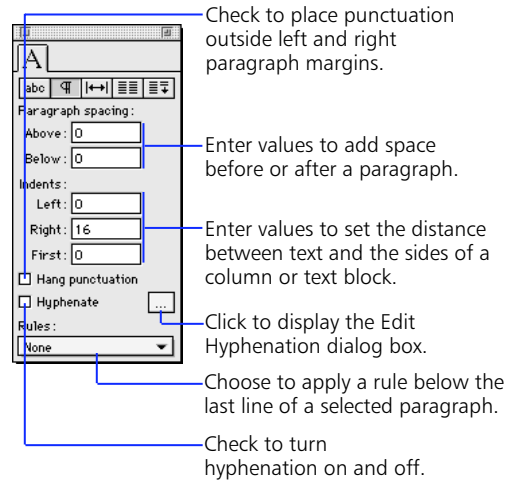 Check to place punctuation
outside left and right
paragraph margins.
A
abc ¶
Paragraph spacing:
Above: 0
Below: 0
Enter values to add space
before or after a paragraph.
Indents:
Left: 0
Right: 16
First: 0
Enter values to set the distance
between text and the sides of a
column or text block.
Hang punctuation
Hyphenate ...
Click to display the Edit
Hyphenation dialog box.
Rules:
None
Choose to apply a rule below the
last line of a selected paragraph.
Check to turn
hyphenation on and off.